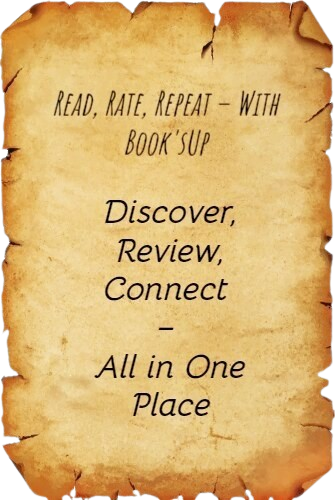 Read, Rate, Repeat – With
Book'sUp
Discover,
Review,
Connect
–
All in One
Place